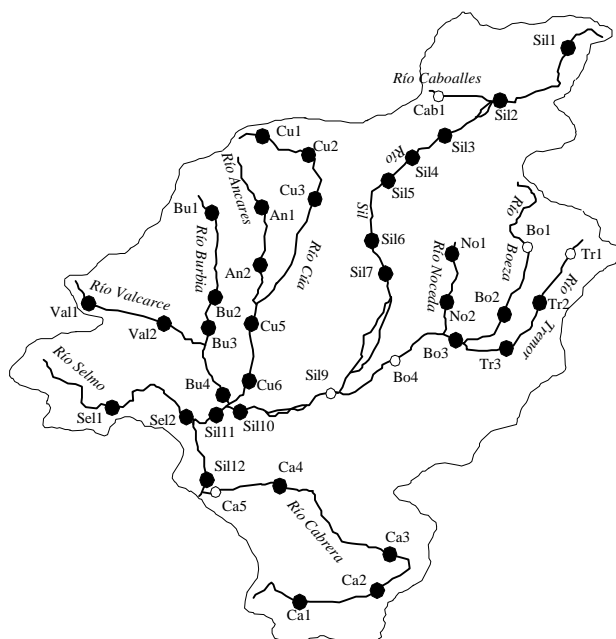 Sil1
Río Caboalles
Cab1
Sil2
Cu1
Cu2
Sil3
Río
Sil4
Sil5
Sil
Río Ancares
Cu3
Bu1
An1
Río Burbia
Río Cúa
Río
Bo1
Boeza
Tr1
Sil6
No1
Río Noceda
Sil7
An2
Río Valcarce
Río
Tremor
Val1
Val2
Bu2
Bu3
Cu5
No2
Bo2
Tr2
Bo3
Tr3
Río Selmo
Bu4
Cu6
Sil9
Bo4
Sel1
Sel2
Sil11
Sil10
Sil12
Ca4
Ca5
Río Cabrera
Ca3
Ca2
Ca1